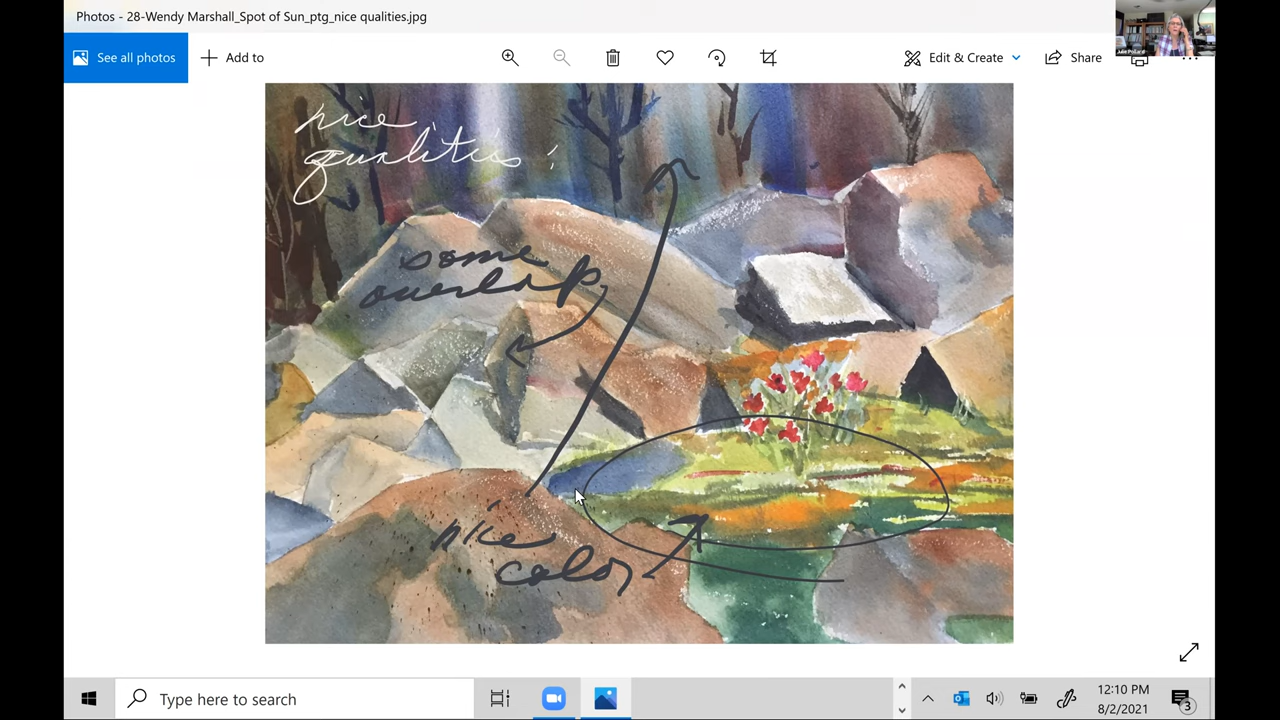 Photos - 28-Wendy Marshall_Spot of Sun_ptg_nice qualities.jpg
See all photos
Add to
Edit & Create
Share
nice
qualities :
some
overlap
nice
color
Type here to search
12:10 PM
8/2/2021
3